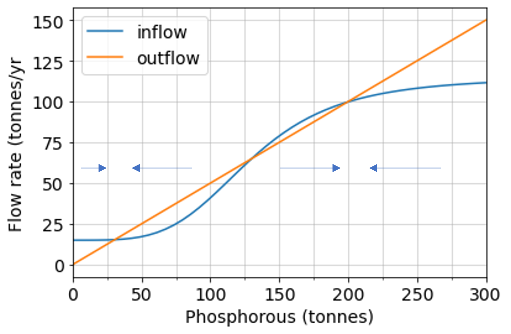 inflow
outflow
Flow rate (tonnes/yr)
150
125
100
75
50
25
0
0 50 100 150 200 250 300
Phosphorous (tonnes)